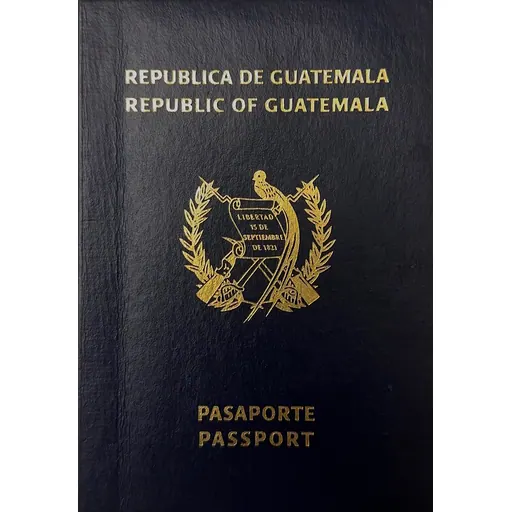 REPUBLICA DE GUATEMALA
REPUBLIC OF GUATEMALA
LIBERTAD
15 DE
SEPTIEMBRE
DE 1821
PASAPORTE
PASSPORT